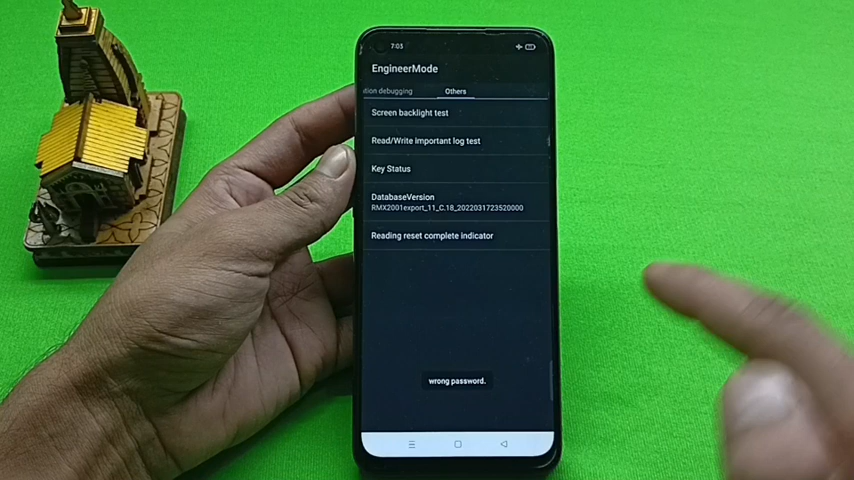 7:03
EngineerMode
tion debugging
Others
Screen backlight test
Read/Write important log test
Key Status
DatabaseVersion
RMX2001export_11_C.18_2022031723520000
Reading reset complete indicator
wrong password.